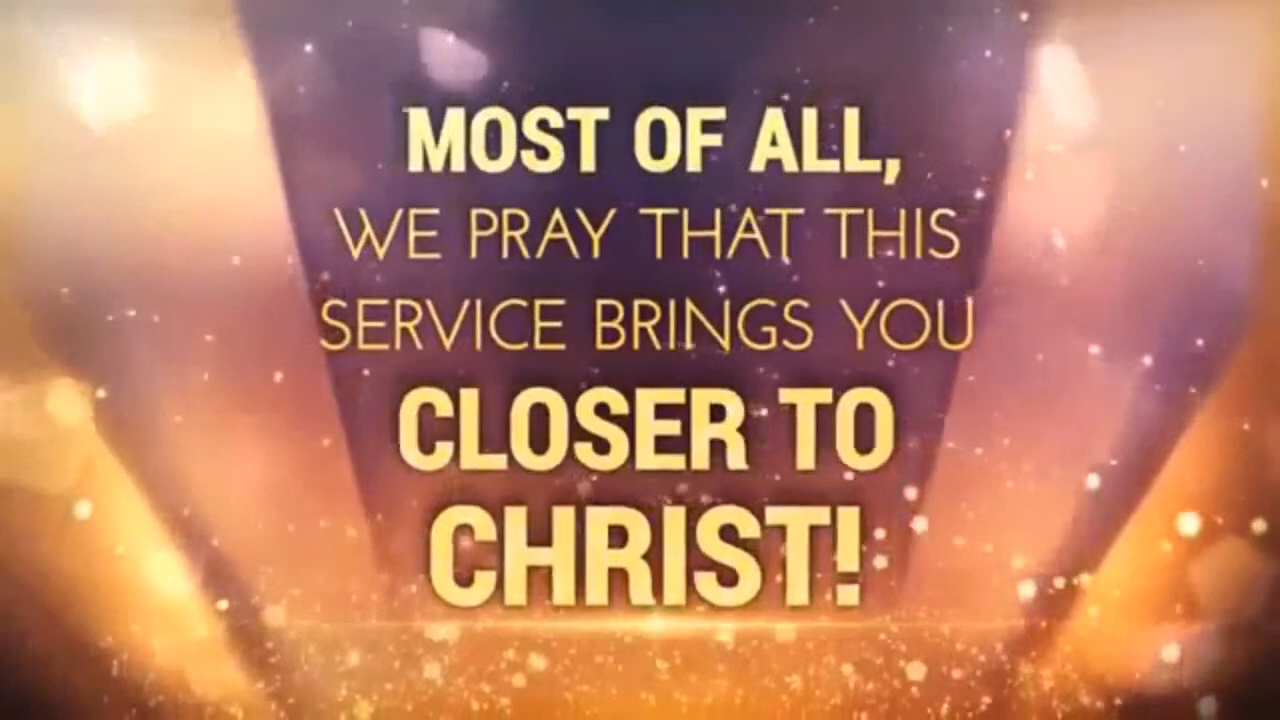 MOST OF ALL,
WE PRAY THAT THIS
SERVICE BRINGS YOU
CLOSER TO
CHRIST!